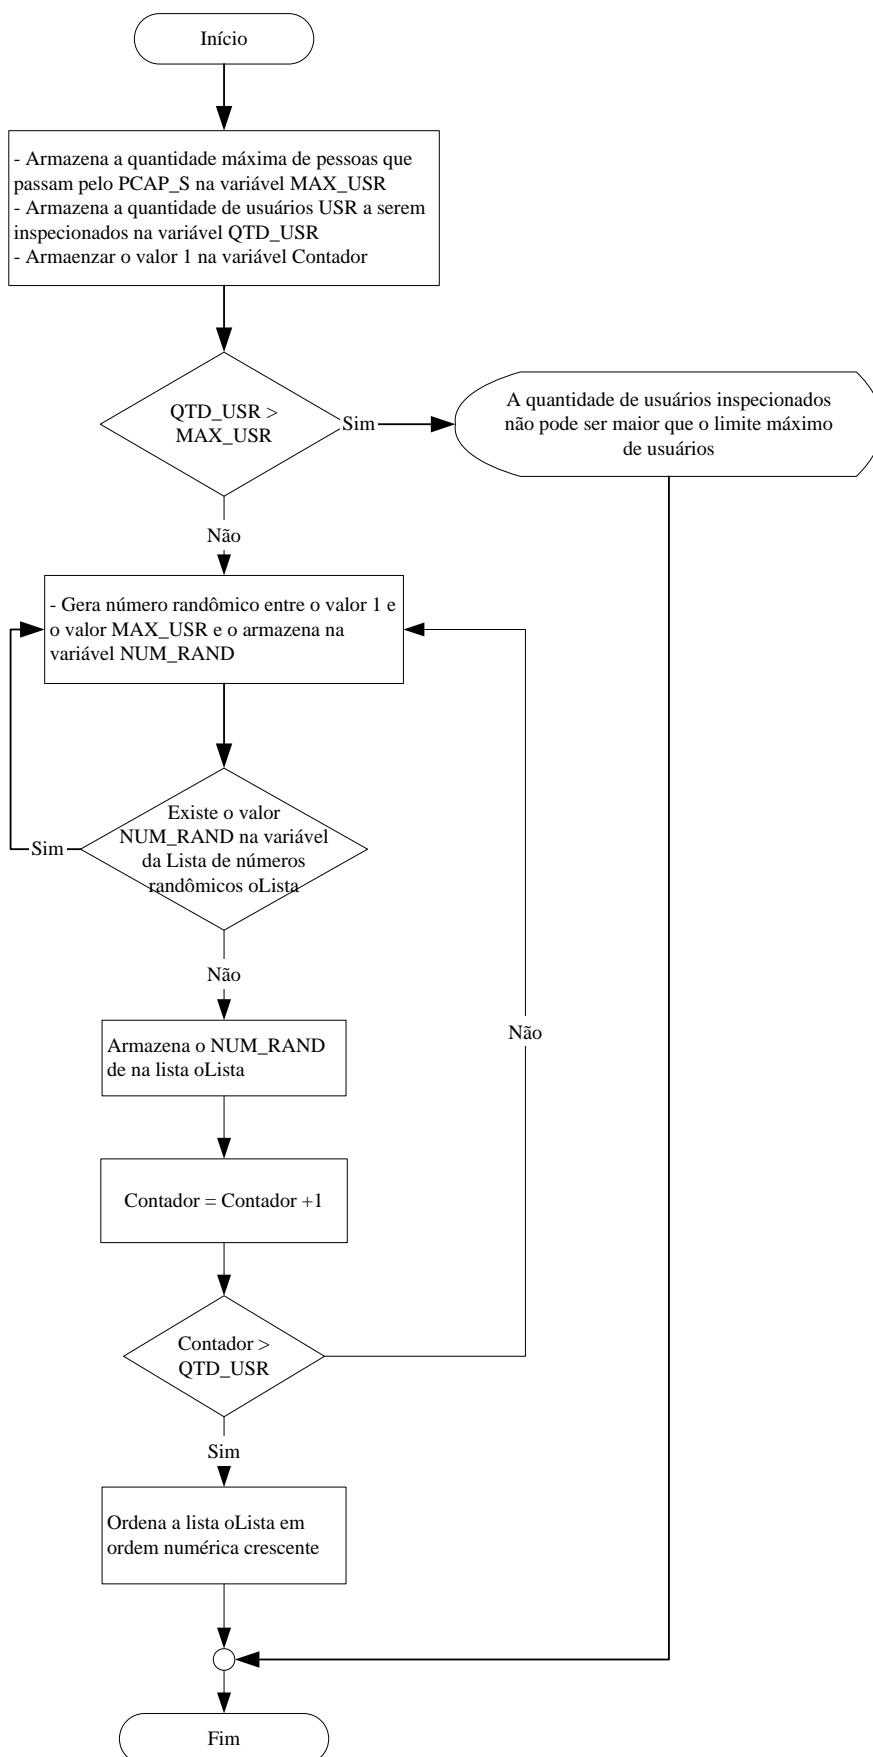 Início
- Armazena a quantidade máxima de pessoas que
passam pelo PCAP_S na variável MAX_USR
- Armazena a quantidade de usuários USR a serem
inspecionados na variável QTD_USR
- Armaenzar o valor 1 na variável Contador
QTD_USR >
MAX_USR
Sim
A quantidade de usuários inspecionados
não pode ser maior que o limite máximo
de usuários
Não
- Gera número randômico entre o valor 1 e
o valor MAX_USR e o armazena na
variável NUM_RAND
Existe o valor
NUM_RAND na variável
da Lista de números
randômicos oLista
Sim
Não
Armazena o NUM_RAND
de na lista oLista
Não
Contador = Contador +1
Contador >
QTD_USR
Sim
Ordena a lista oLista em
ordem numérica crescente
Fim